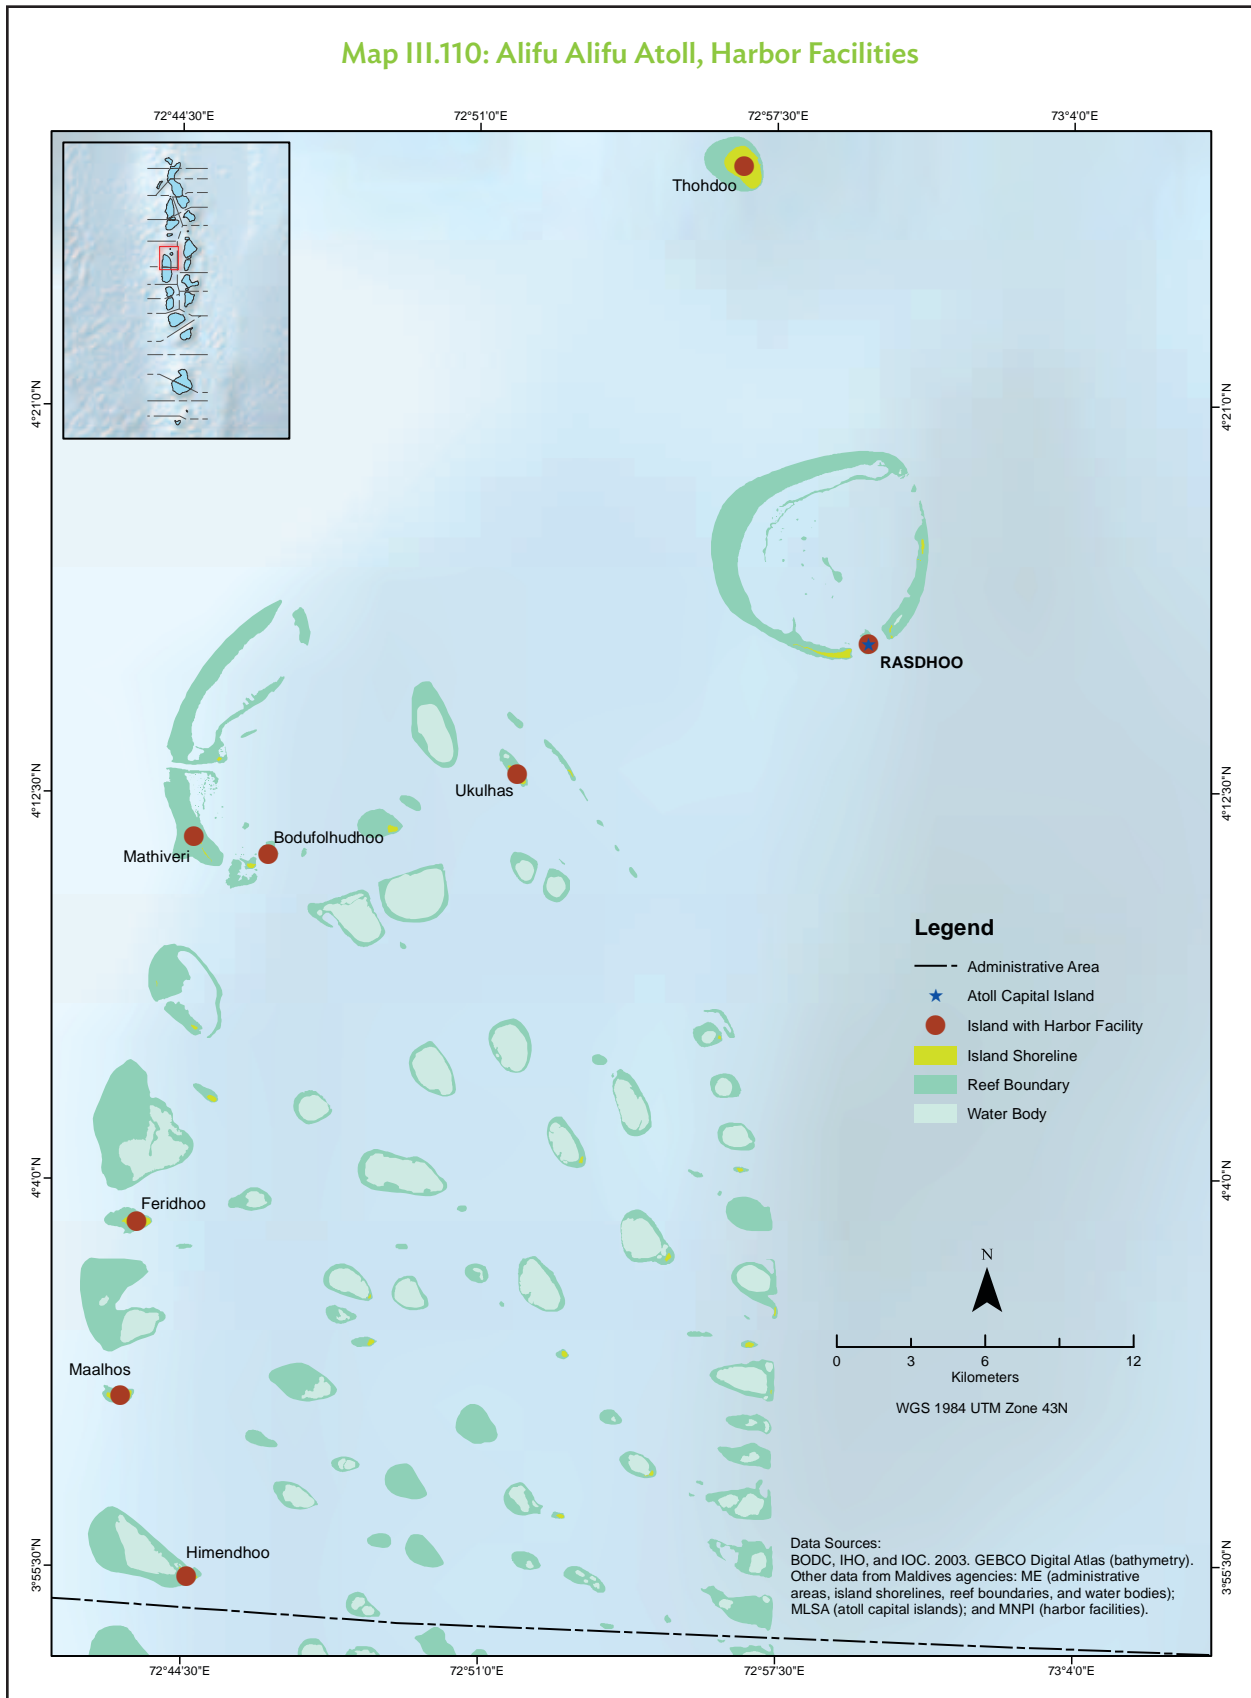 Map III.110: Alifu Alifu Atoll, Harbor Facilities
72°44'30"E
72°51'0"E
72°57'30"E
73°4'0"E
Thohdoo
4°21'0"N
4°21'0"N
RASDHOO
4°12'30"N
4°12'30"N
Ukulhas
Bodufolhudhoo
Mathiveri
Legend
Administrative Area
Atoll Capital Island
Island with Harbor Facility
Island Shoreline
Reef Boundary
Water Body
4°4'0"N
4°4'0"N
Feridhoo
N
0 3 6 12
Kilometers
Maalhos
WGS 1984 UTM Zone 43N
Himendhoo
3°55'30"N
3°55'30"N
Data Sources:
BODC, IHO, and IOC. 2003. GEBCO Digital Atlas (bathymetry).
Other data from Maldives agencies: ME (administrative
areas, island shorelines, reef boundaries, and water bodies);
MLSA (atoll capital islands); and MNPI (harbor facilities).
72°44'30"E
72°51'0"E
72°57'30"E
73°4'0"E